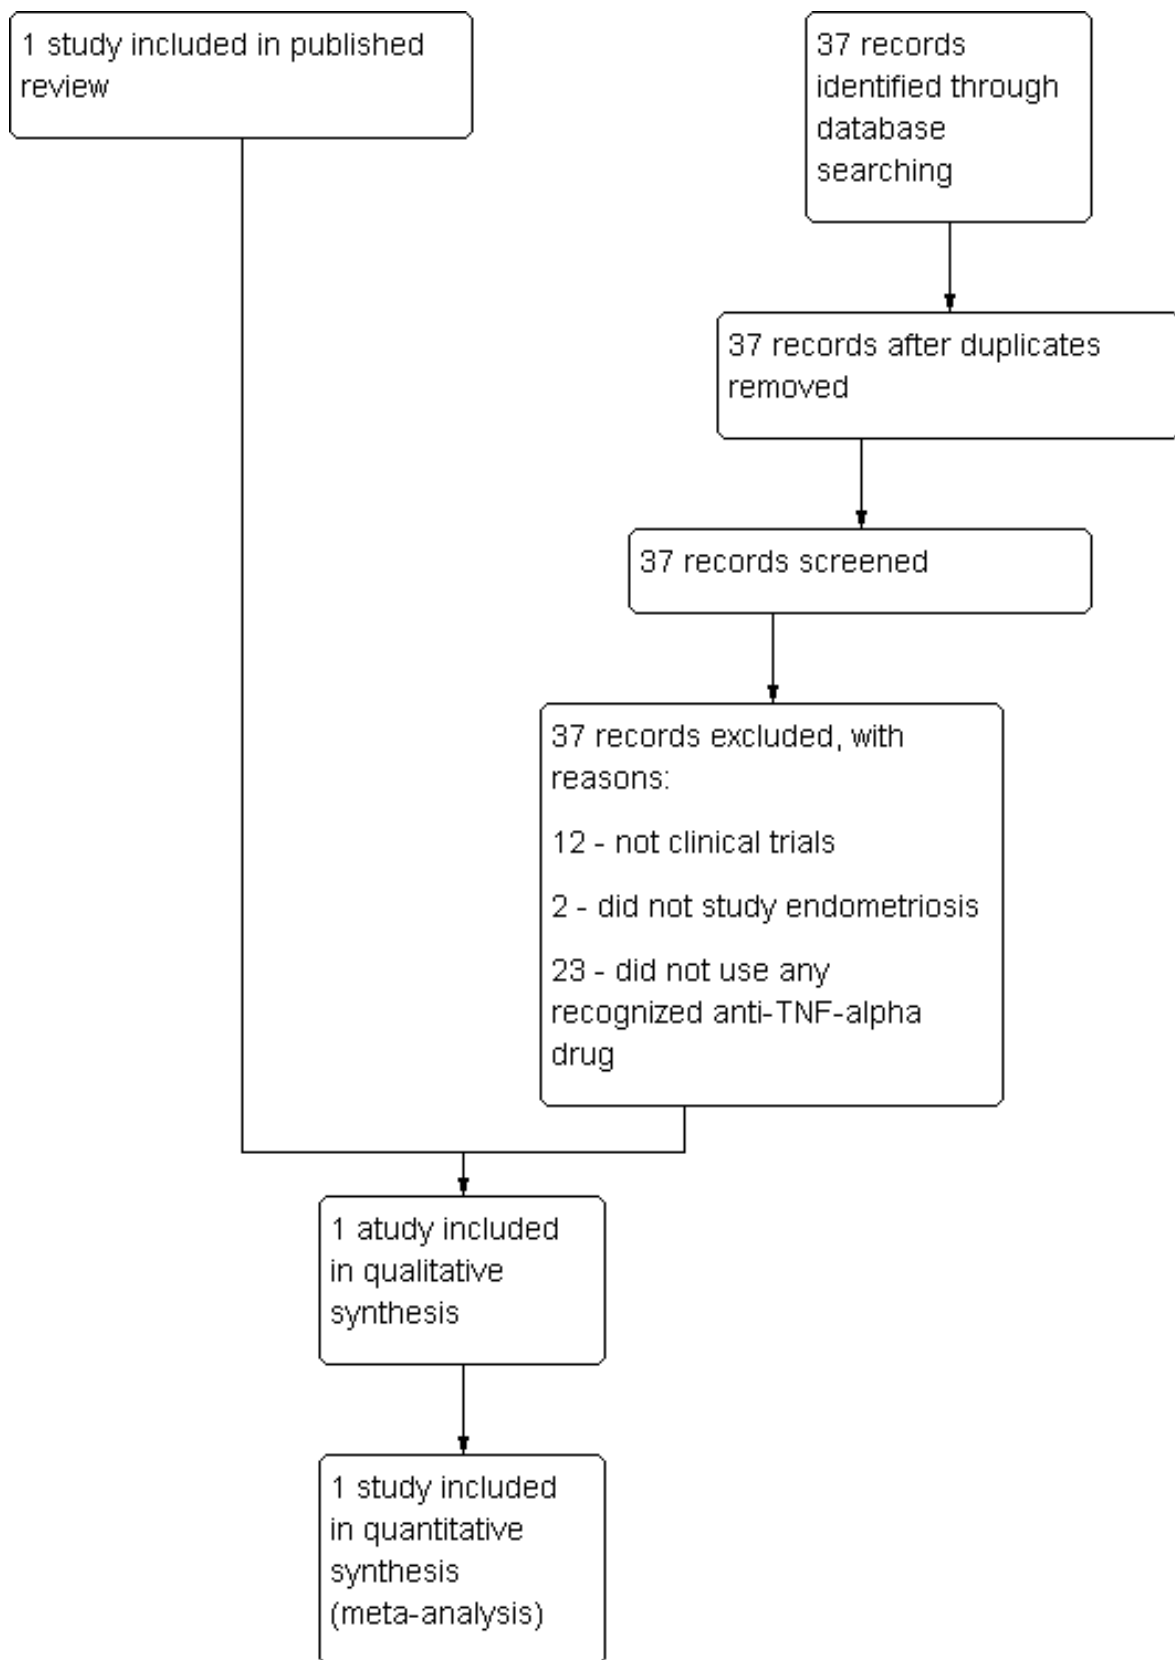 1 study included in published
review
37 records
identified through
database
searching
37 records after duplicates
removed
37 records screened
37 records excluded, with
reasons:
12 - not clinical trials
2 - did not study endometriosis
23 - did not use any
recognized anti-TNF-alpha
drug
1 atudy included
in qualitative
synthesis
1 study included
in quantitative
synthesis
(meta-analysis)